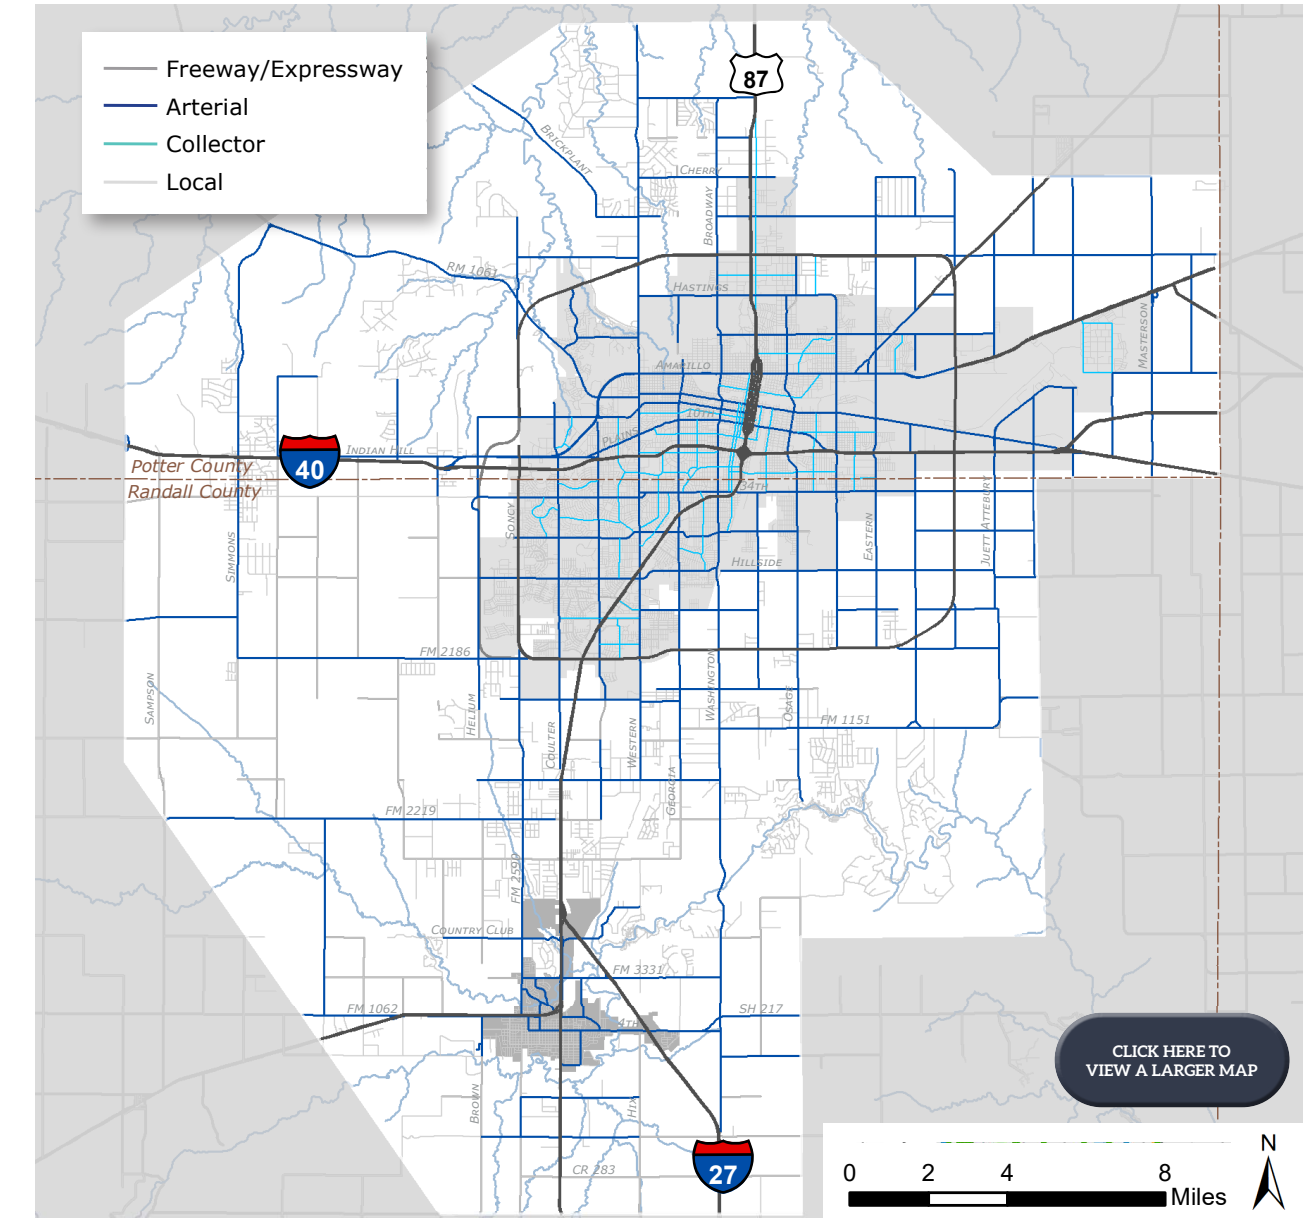 Freeway/Expressway
Arterial
Collector
Local
87
BRICKPLANT
CHERRY
BROADWAY
RM 1061
HASTINGS
MASTERSON
AMARILLO
10TH
PLAINS
INDIAN HILL
40
Potter County
Randall County
34TH
SONCY
EASTERN
JUETT ATTEBURY
SIMMONS
HILLSIDE
FM 2186
SAMPSON
HELIUM
COULTER
WESTERN
WASHINGTON
OSAGE
FM 1151
GEORGIA
FM 2219
FM 2590
COUNTRY CLUB
FM 3331
FM 1062
SH 217
4TH
CLICK HERE TO
VIEW A LARGER MAP
BROWN
HIX
CR 283
27
N
0 2 4 8
Miles